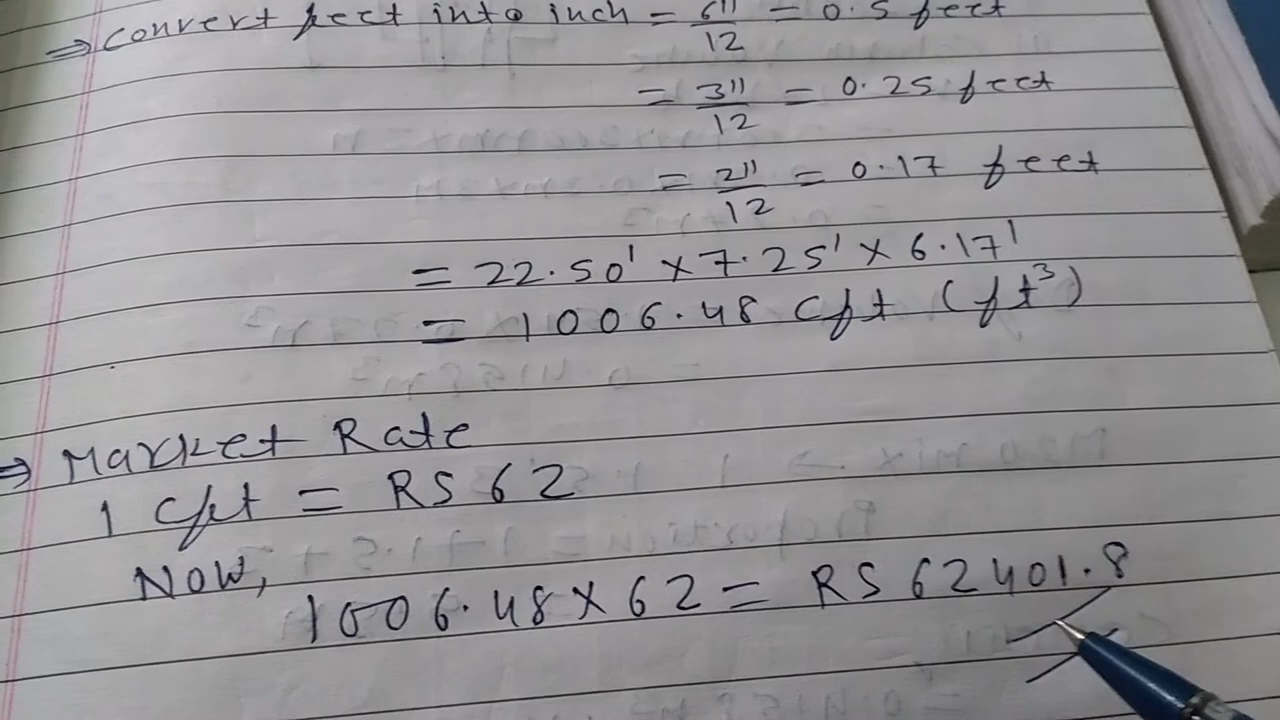 ⇒ convert feet into inch = 6"/12 = 0.5 feet
= 3"/12 = 0.25 feet
= 2"/12 = 0.17 feet
= 22.50' x 7.25' x 6.17'
= 1006.48 cft (ft³)
⇒ Market Rate
1 cft = RS 62
Now,
1006.48 x 62 = RS 62401.8